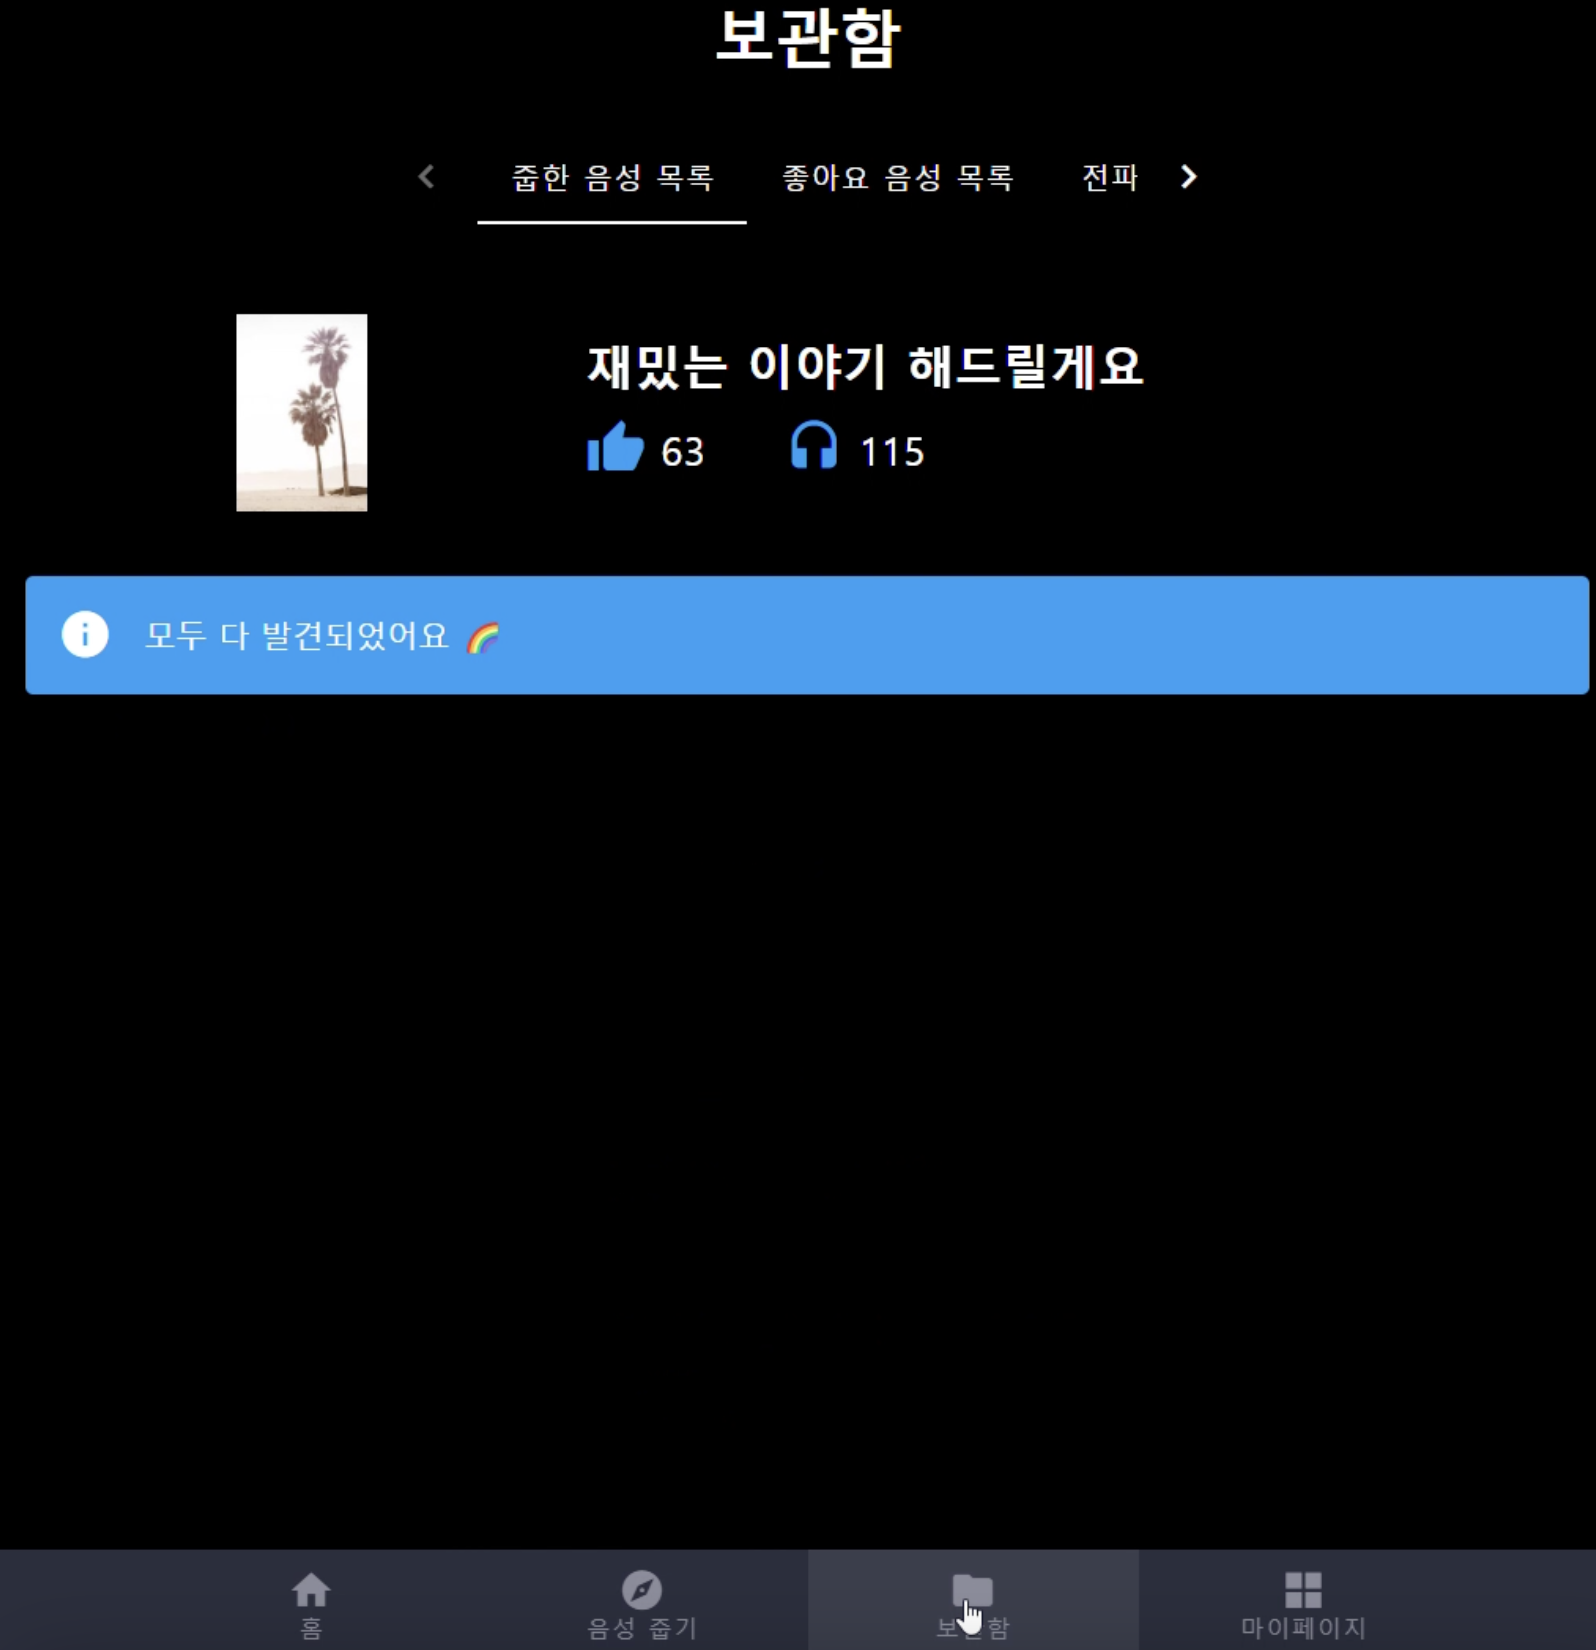 보관함
줍한 음성 목록 좋아요 음성 목록 전파
재밌는 이야기 해드릴게요
63 115
모두 다 발견되었어요 🌈
홈 음성 줍기 보관함 마이페이지